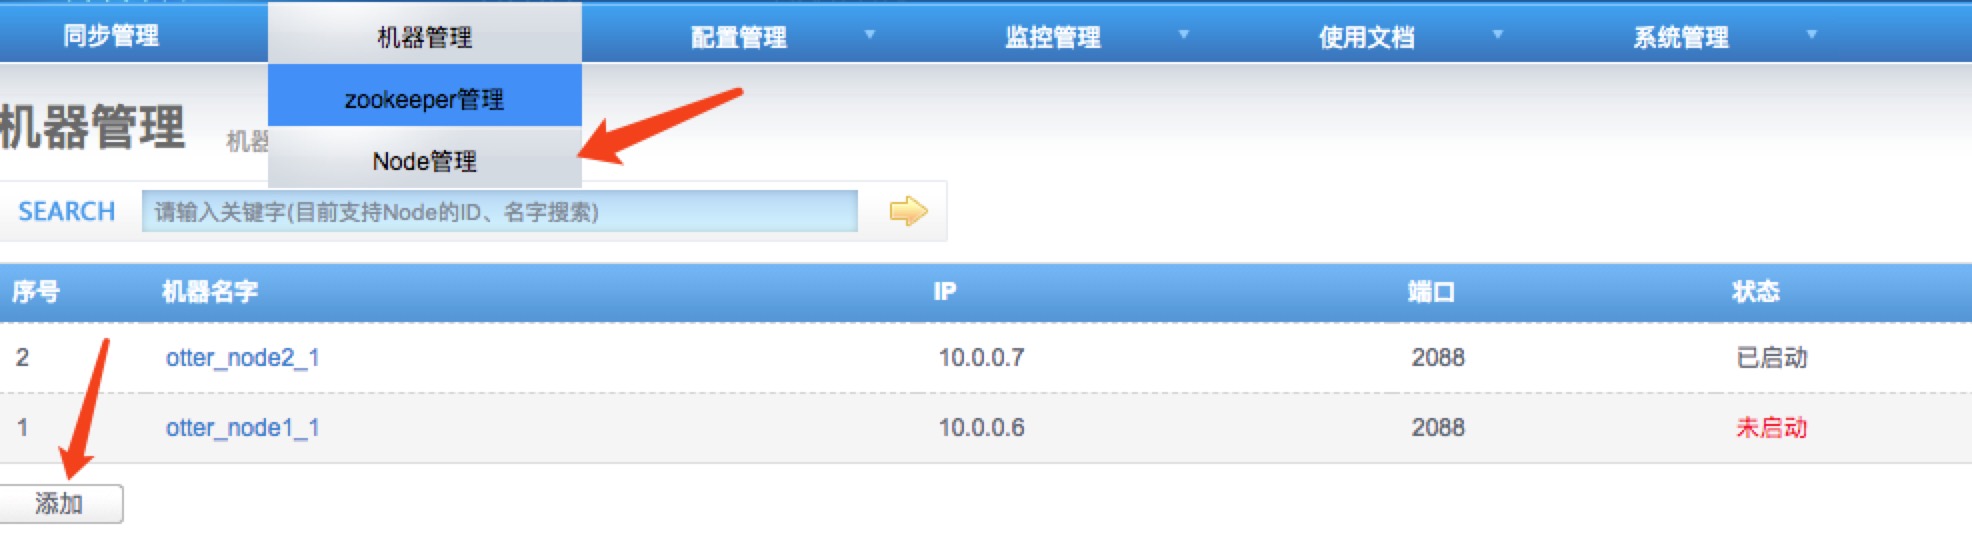 同步管理 机器管理 配置管理 监控管理 使用文档 系统管理
zookeeper管理
Node管理
机器管理 机器
SEARCH 请输入关键字(目前支持Node的ID、名字搜索)
序号 机器名字 IP 端口 状态
2 otter_node2_1 10.0.0.7 2088 已启动
1 otter_node1_1 10.0.0.6 2088 未启动
添加